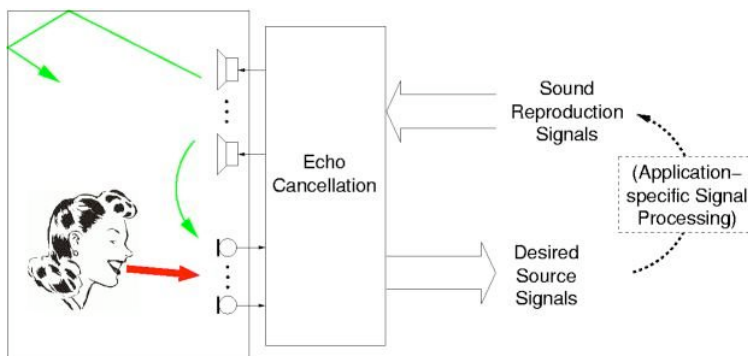 Echo
Cancellation
Sound
Reproduction
Signals
(Application−
specific Signal
Processing)
Desired
Source
Signals